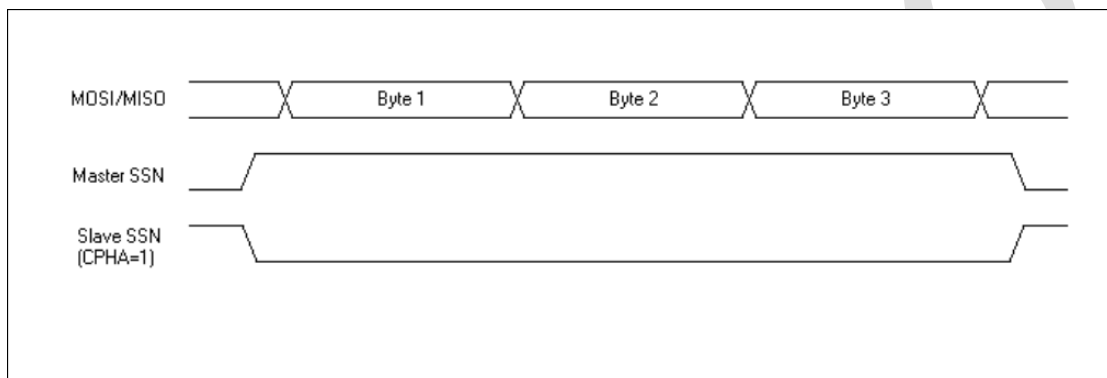 MOSI/MISO
Byte 1
Byte 2
Byte 3
Master SSN
Slave SSN
(CPHA=1)